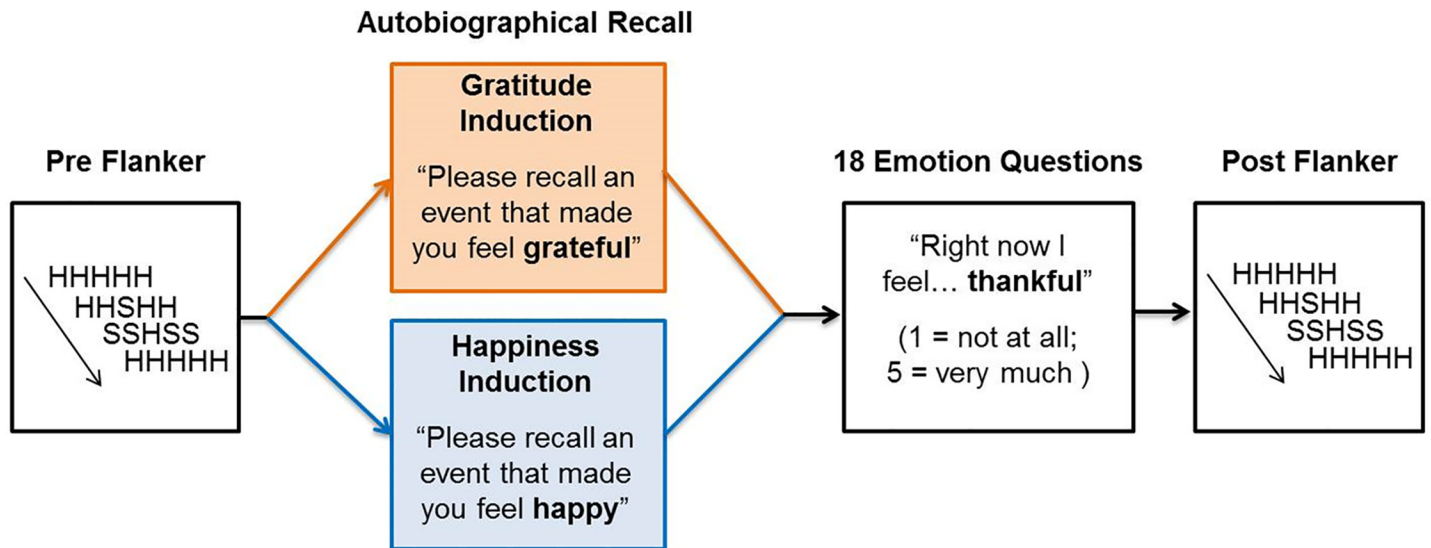 Autobiographical Recall
Pre Flanker
HHHHH
HHSHH
SSHSS
HHHHH
Gratitude
Induction
“Please recall an
event that made
you feel grateful”
Happiness
Induction
“Please recall an
event that made
you feel happy”
18 Emotion Questions
“Right now I
feel… thankful”
(1 = not at all;
5 = very much )
Post Flanker
HHHHH
HHSHH
SSHSS
HHHHH